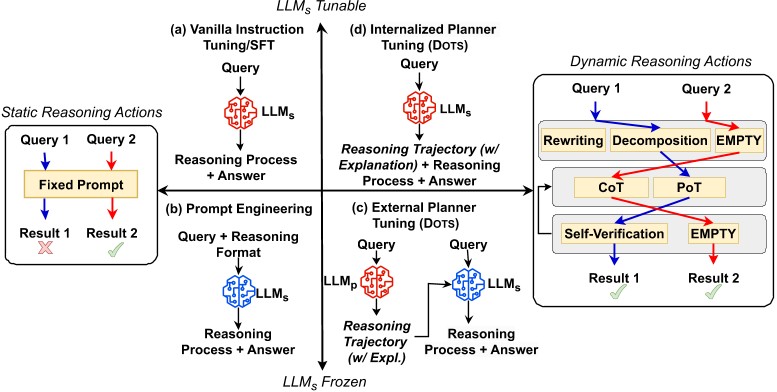 LLMs Tunable
(a) Vanilla Instruction
Tuning/SFT
Query
LLMs
Reasoning Process
+ Answer
(d) Internalized Planner
Tuning (DOTS)
Query
LLMs
Reasoning Trajectory (w/
Explanation) + Reasoning
Process + Answer
Static Reasoning Actions
Query 1 Query 2
Fixed Prompt
Result 1 Result 2
Dynamic Reasoning Actions
Query 1 Query 2
Rewriting Decomposition EMPTY
CoT PoT
Self-Verification EMPTY
Result 1 Result 2
(b) Prompt Engineering
Query + Reasoning
Format
LLMs
Reasoning
Process + Answer
(c) External Planner
Tuning (DOTS)
Query Query
LLMp LLMs
Reasoning
Trajectory
(w/ Expl.)
Reasoning
Process + Answer
LLMs Frozen